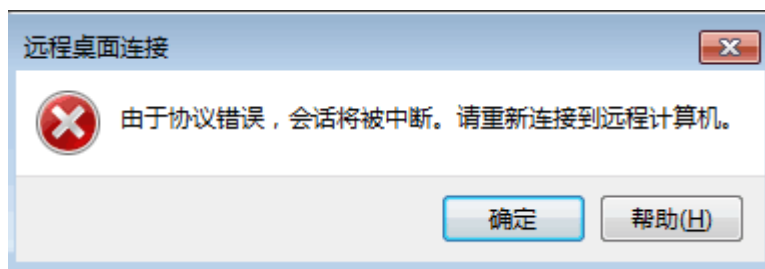 远程桌面连接
由于协议错误，会话将被中断。请重新连接到远程计算机。
确定
帮助(H)